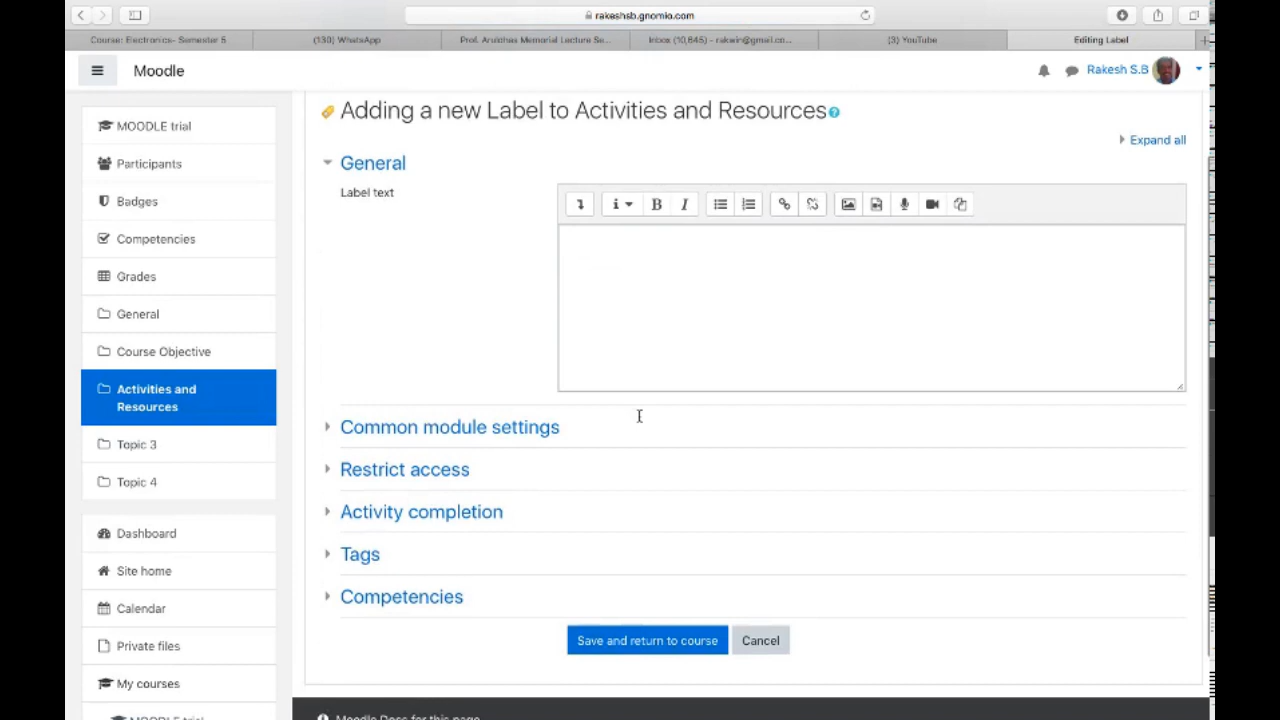 rakeshsb.gnomio.com
Course: Electronics- Semester 5
(130) WhatsApp
Prof. Aruldhas Memorial Lecture Se...
Inbox (10,845) - rakwin@gmail.co...
(3) YouTube
Editing Label
Moodle
Rakesh S.B
MOODLE trial
Participants
Badges
Competencies
Grades
General
Course Objective
Activities and
Resources
Topic 3
Topic 4
Dashboard
Site home
Calendar
Private files
My courses
MOODLE trial
Adding a new Label to Activities and Resources
Expand all
General
Label text
i B I
Common module settings
Restrict access
Activity completion
Tags
Competencies
Save and return to course Cancel
Moodle Docs for this page